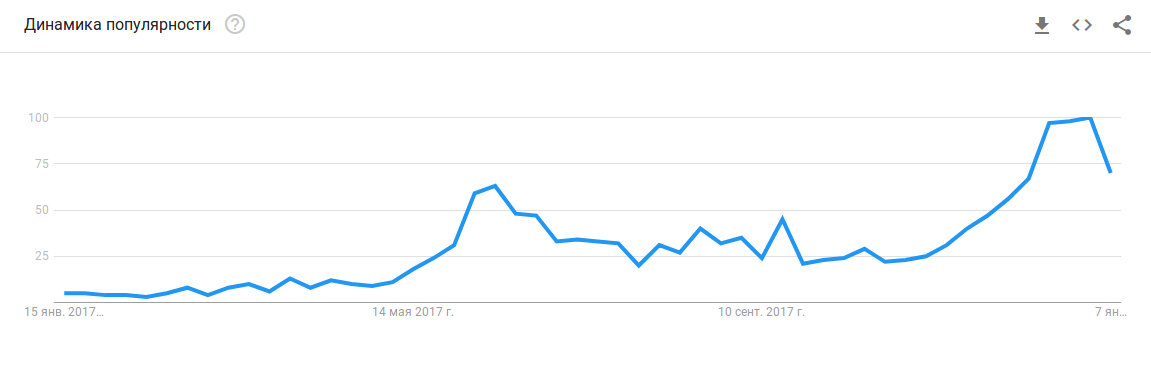 Динамика популярности ?
100
75
50
25
15 янв. 2017…
14 мая 2017 г.
10 сент. 2017 г.
7 ян…